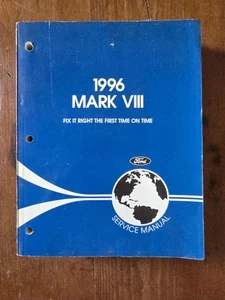 1996
MARK VIII
FIX IT RIGHT THE FIRST TIME ON TIME
Ford
SERVICE MANUAL